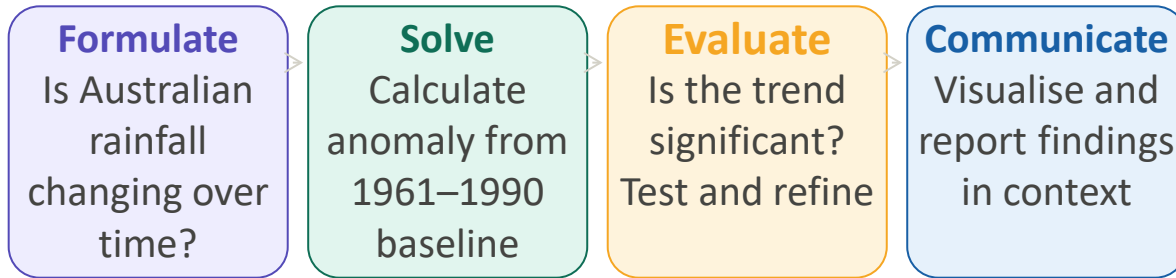 Formulate
Is Australian
rainfall
changing over
time?
Solve
Calculate
anomaly from
1961–1990
baseline
Evaluate
Is the trend
significant?
Test and refine
Communicate
Visualise and
report findings
in context